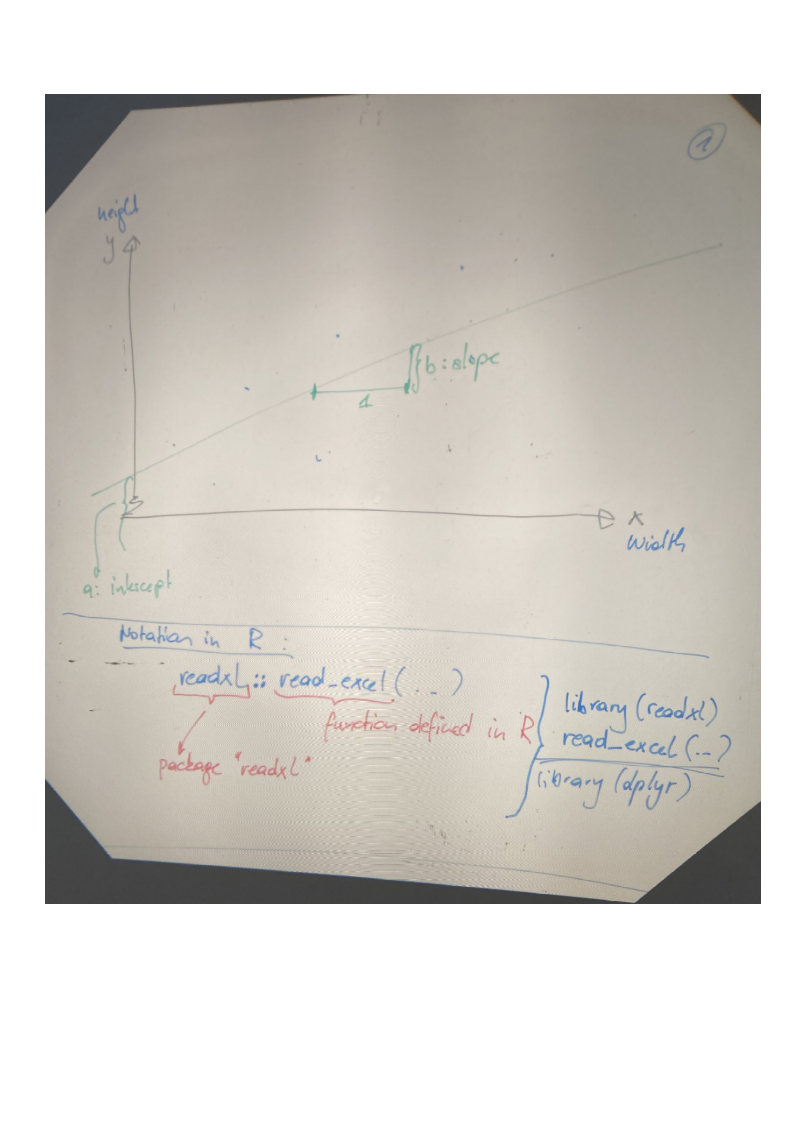 1
height
y
b: slope
1
x
width
a: interscept
Notation in R:
readxl :: read_excel (...)
function defined in R
package "readxl"
library (readxl)
read_excel (...)
library (dplyr)